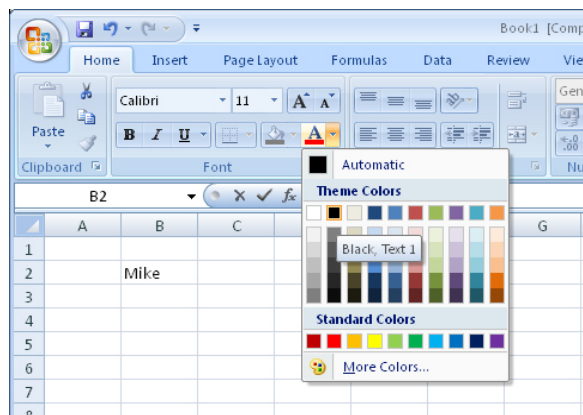 Book1 [Comp
Home Insert Page Layout Formulas Data Review Vie
Paste
Calibri 11 A A
B I U A
Gen
Clipboard Font Nu
B2 fx
Automatic
Theme Colors
Black, Text 1
Standard Colors
More Colors...
A B C G
1
2 Mike
3
4
5
6
7